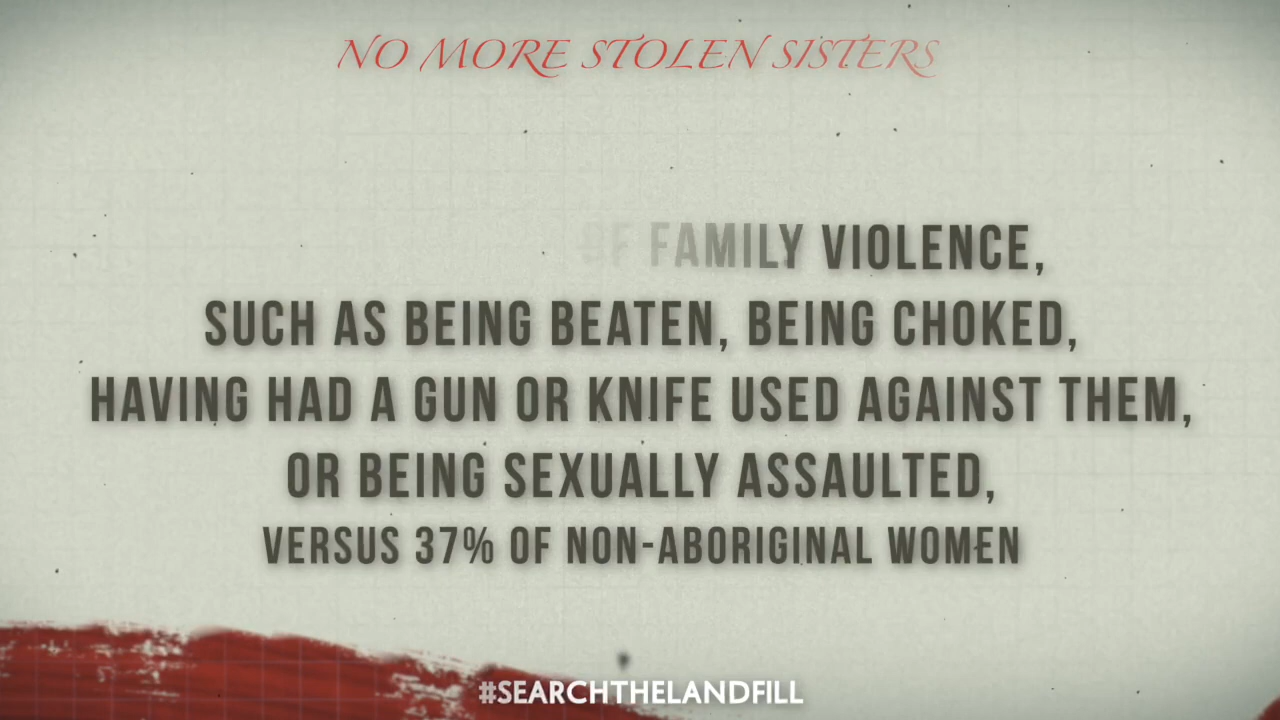 NO MORE STOLEN SISTERS
OF FAMILY VIOLENCE,
SUCH AS BEING BEATEN, BEING CHOKED,
HAVING HAD A GUN OR KNIFE USED AGAINST THEM,
OR BEING SEXUALLY ASSAULTED,
VERSUS 37% OF NON-ABORIGINAL WOMEN
#SEARCHTHELANDFILL